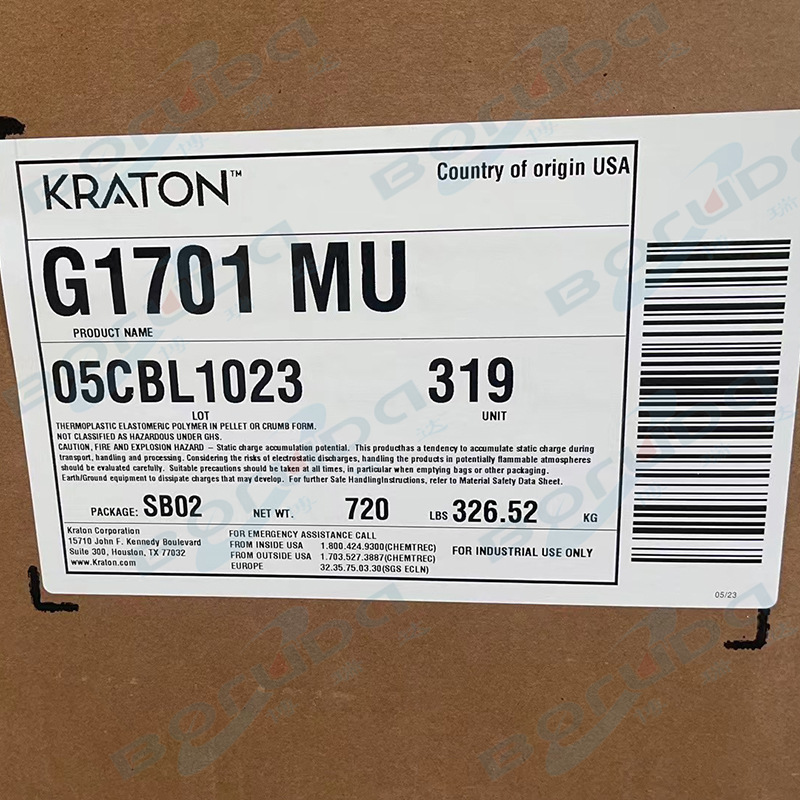 KRATON™
Country of origin USA
G1701 MU
PRODUCT NAME
05CBL1023
319
LOT
UNIT
THERMOPLASTIC ELASTOMERIC POLYMER IN PELLET OR CRUMB FORM.
NOT CLASSIFIED AS HAZARDOUS UNDER GHS.
CAUTION, FIRE AND EXPLOSION HAZARD – Static charge accumulation potential. This producthas a tendency to accumulate static charge during
transport, handling and processing. Considering the risks of electrostatic discharges, handling the products in potentially flammable atmospheres
should be evaluated carefully. Suitable precautions should be taken at all times, in particular when emptying bags or other packaging.
Earth/Ground equipment to dissipate charges that may develop. For further Safe HandlingInstructions, refer to Material Safety Data Sheet.
PACKAGE: SB02 NET WT. 720 LBS 326.52 KG
Kraton Corporation
15710 John F. Kennedy Boulevard
Suite 300, Houston, TX 77032
www.Kraton.com
FOR EMERGENCY ASSISTANCE CALL
FROM INSIDE USA 1.800.424.9300(CHEMTREC)
FROM OUTSIDE USA 1.703.527.3887(CHEMTREC)
EUROPE 32.35.75.03.30(SGS ECLN)
FOR INDUSTRIAL USE ONLY
05/23
Boruda